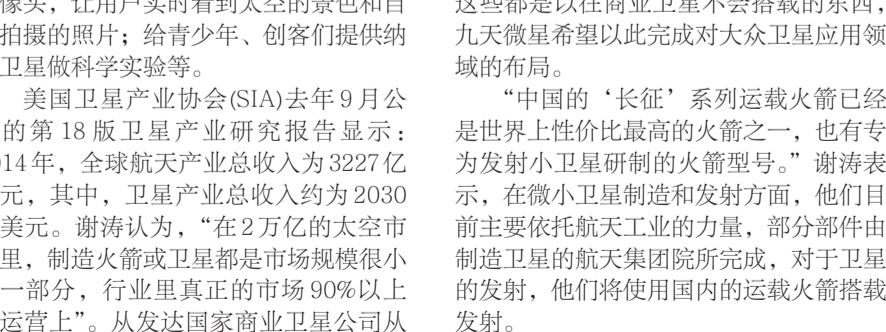 像头，让用户实时看到太空的景色和自
拍摄的照片；给青少年、创客们提供纳
卫星做科学实验等。
美国卫星产业协会(SIA)去年9月公
的第18版卫星产业研究报告显示：
14年，全球航天产业总收入为3227亿
元，其中，卫星产业总收入约为2030
美元。谢涛认为，“在2万亿的太空市
里，制造火箭或卫星都是市场规模很小
一部分，行业里真正的市场90%以上
运营上”。从发达国家商业卫星公司从
这些都是以往商业卫星不会搭载的东西，
九天微星希望以此完成对大众卫星应用领
域的布局。
“中国的‘长征’系列运载火箭已经
是世界上性价比最高的火箭之一，也有专
为发射小卫星研制的火箭型号。”谢涛表
示，在微小卫星制造和发射方面，他们目
前主要依托航天工业的力量，部分部件由
制造卫星的航天集团院所完成，对于卫星
的发射，他们将使用国内的运载火箭搭载
发射。